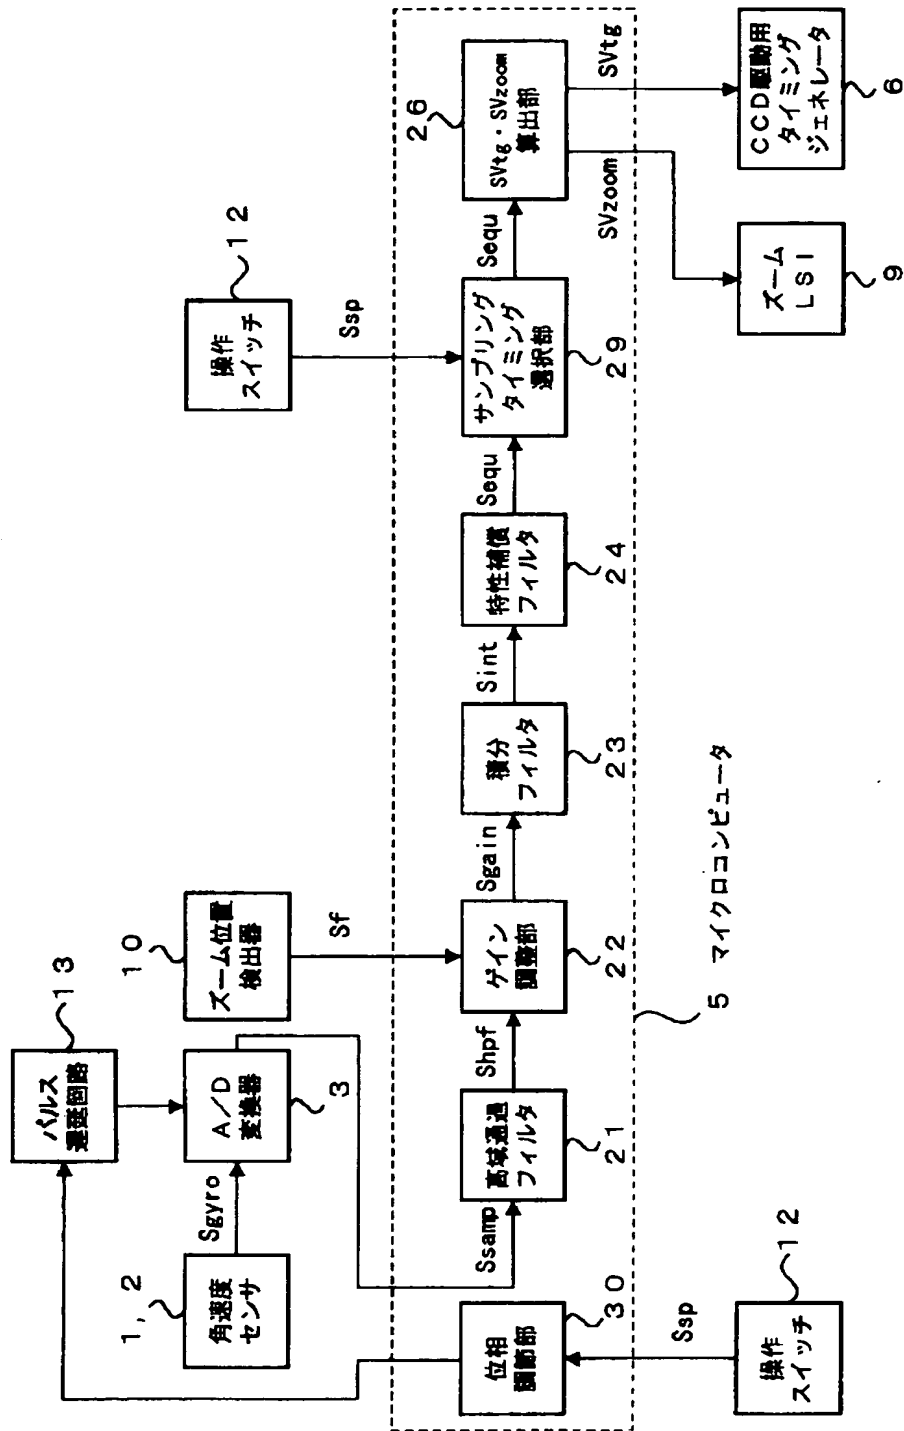 パルス
遅延回路
13
1, 2
角速度
センサ
Sgyro
A/D
変換器
3
10
ズーム位置
検出器
Sf
操作
スイッチ
12
Ssp
位相
調節部
30
Ssp
操作
スイッチ
12
Ssamp
高域通過
フィルタ
21
Shpf
ゲイン
調整部
22
Sgain
積分
フィルタ
23
Sint
特性補償
フィルタ
24
Sequ
サンプリング
タイミング
選択部
29
Sequ
SVtg・SVzoom
算出部
26
SVtg
SVzoom
5 マイクロコンピュータ
ズーム
LSI
9
CCD駆動用
タイミング
ジェネレータ
6